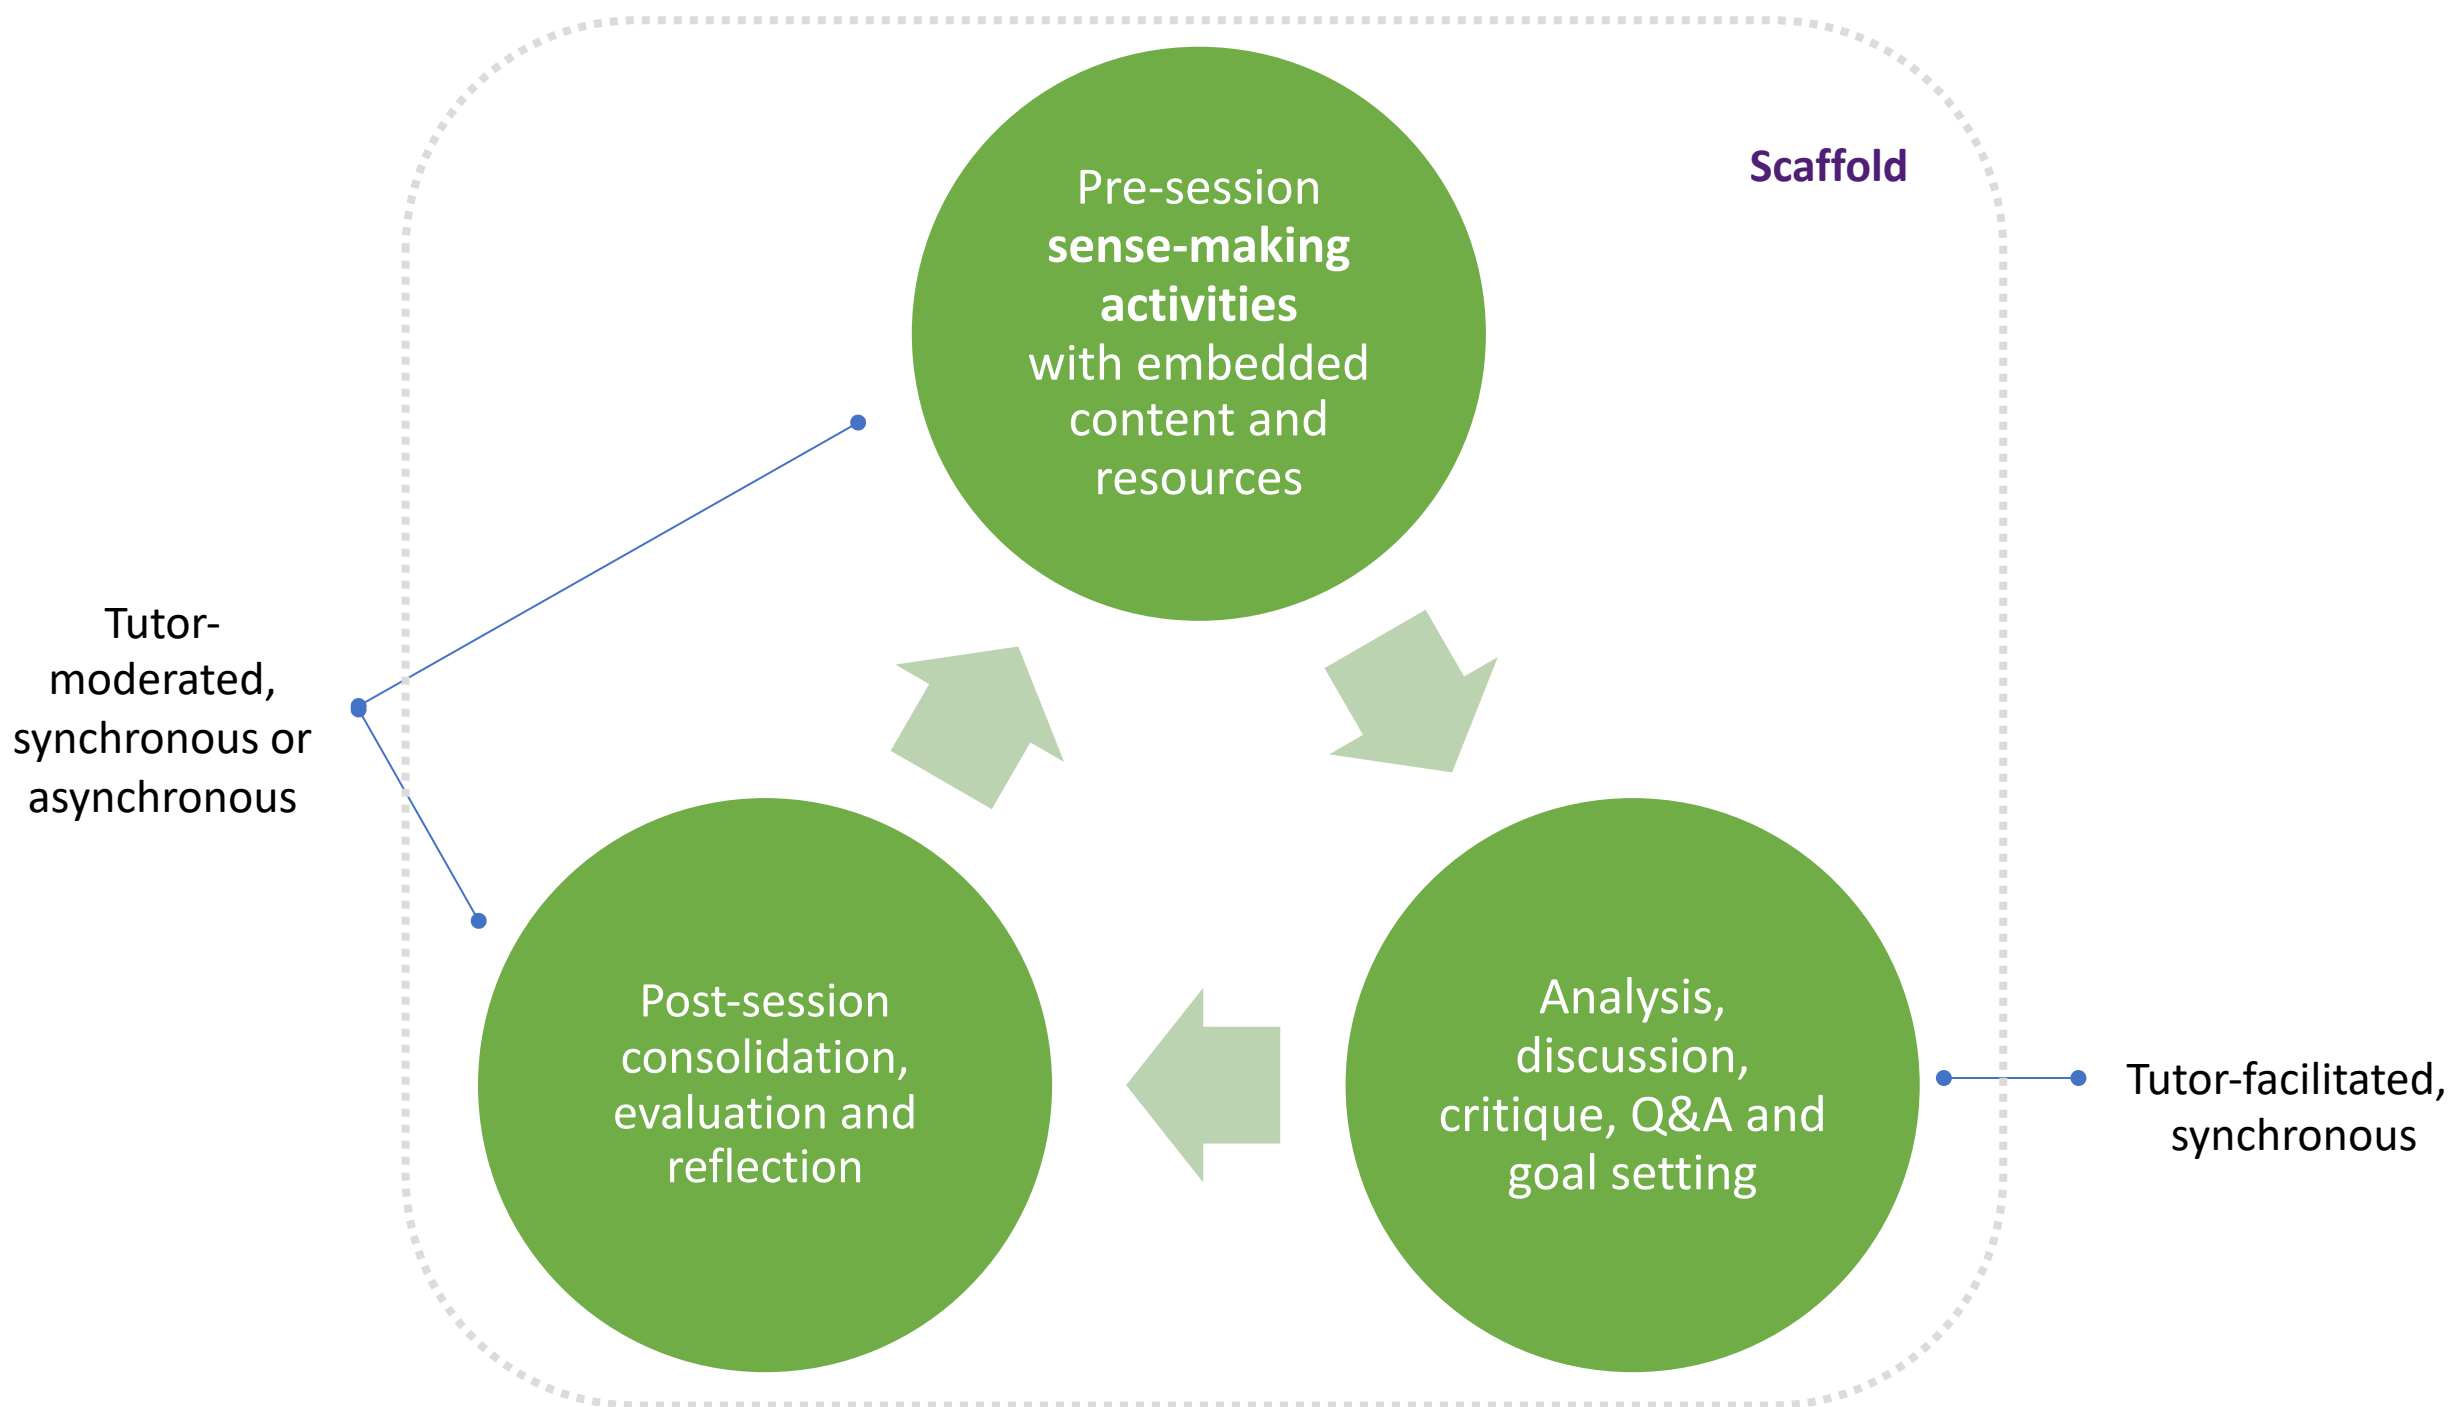 Scaffold
Pre-session
sense-making
activities
with embedded
content and
resources
Tutor-
moderated,
synchronous or
asynchronous
Post-session
consolidation,
evaluation and
reflection
Analysis,
discussion,
critique, Q&A and
goal setting
Tutor-facilitated,
synchronous